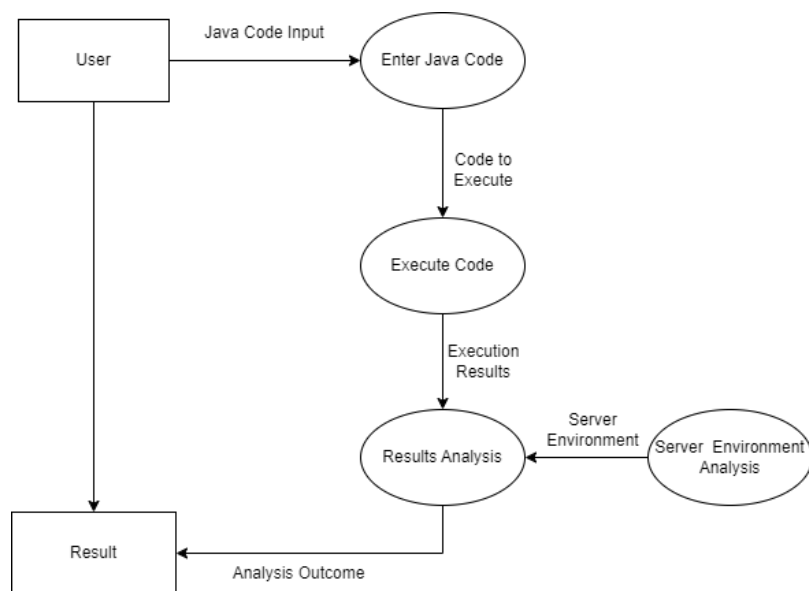 User
Java Code Input
Enter Java Code
Code to
Execute
Execute Code
Execution
Results
Results Analysis
Server
Environment
Server Environment
Analysis
Result
Analysis Outcome